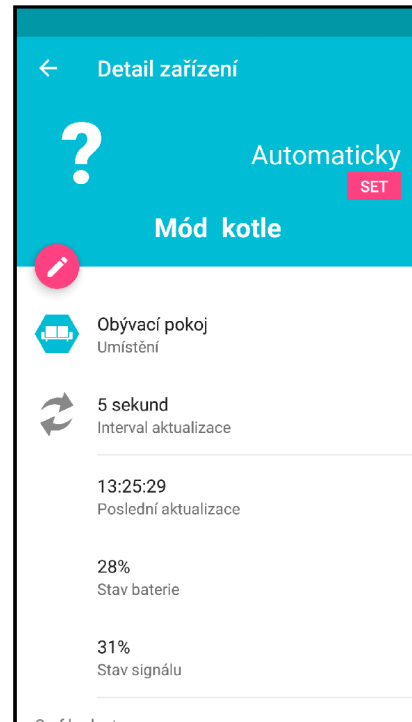 Detail zařízení
?
Automaticky
SET
Mód kotle
Obývací pokoj
Umístění
5 sekund
Interval aktualizace
13:25:29
Poslední aktualizace
28%
Stav baterie
31%
Stav signálu